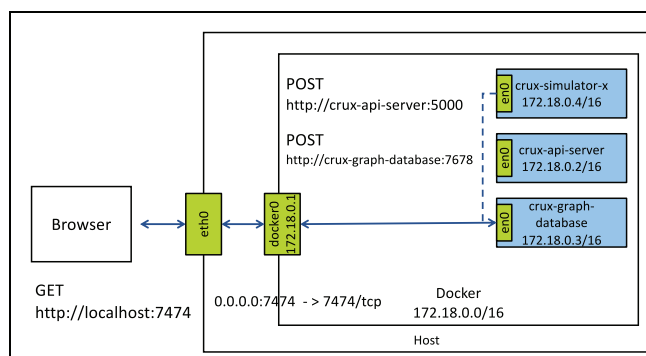 POST
http://crux-api-server:5000
POST
http://crux-graph-database:7678
en0
crux-simulator-x
172.18.0.4/16
en0
crux-api-server
172.18.0.2/16
en0
crux-graph-
database
172.18.0.3/16
Browser
eth0
docker0
172.18.0.1
GET
http://localhost:7474
0.0.0.0:7474 -> 7474/tcp
Docker
172.18.0.0/16
Host